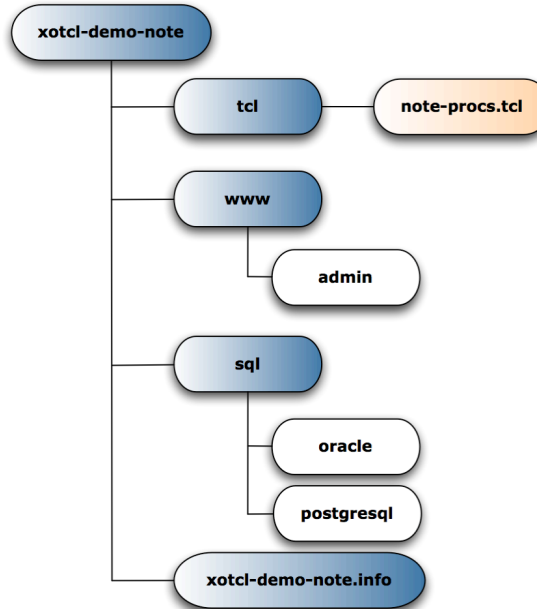 xotcl-demo-note
tcl
note-procs.tcl
www
admin
sql
oracle
postgresql
xotcl-demo-note.info